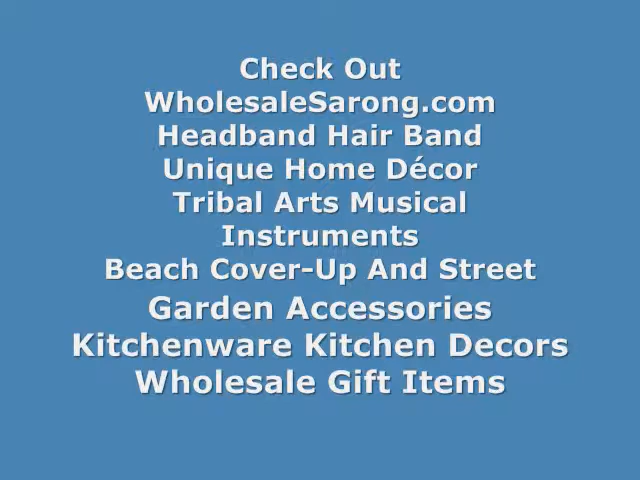 Check Out
WholesaleSarong.com
Headband Hair Band
Unique Home Décor
Tribal Arts Musical
Instruments
Beach Cover-Up And Street
Garden Accessories
Kitchenware Kitchen Decors
Wholesale Gift Items